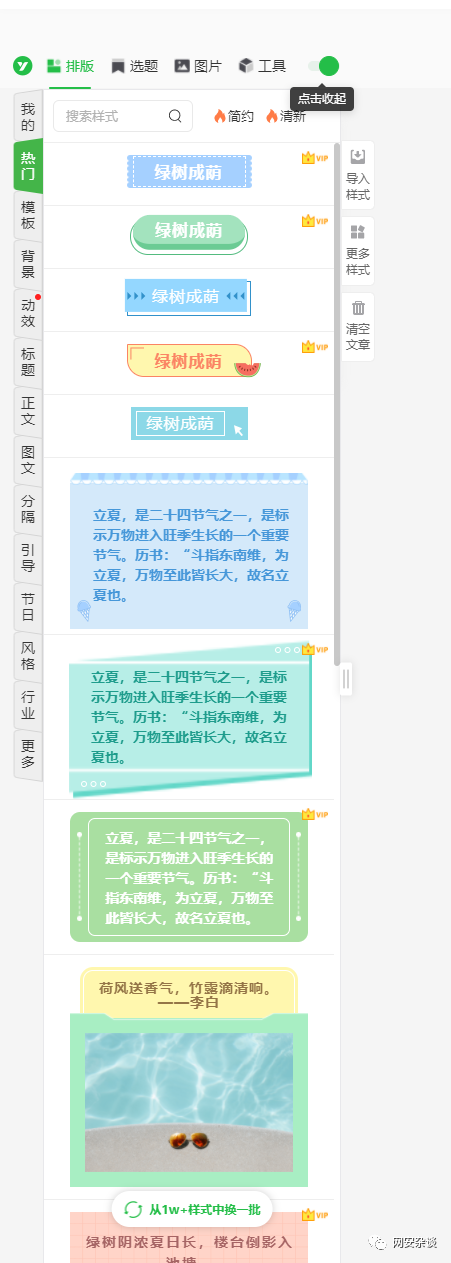 排版 选题 图片 工具
点击收起
搜索样式 简约 清新
我的
热门
模板
背景
动效
标题
正文
图文
分隔
引导
节日
风格
行业
更多
绿树成荫
VIP
绿树成荫
VIP
绿树成荫
绿树成荫
VIP
绿树成荫
立夏，是二十四节气之一，是标
示万物进入旺季生长的一个重要
节气。历书：“斗指东南维，为
立夏，万物至此皆长大，故名立
夏也。
VIP
立夏，是二十四节气之一，是标
示万物进入旺季生长的一个重要
节气。历书：“斗指东南维，为
立夏，万物至此皆长大，故名立
夏也。
VIP
立夏，是二十四节气之一，
是标示万物进入旺季生长的
一个重要节气。历书：“斗
指东南维，为立夏，万物至
此皆长大，故名立夏也。
荷风送香气，竹露滴清响。
——李白
从1w+样式中换一批
VIP
绿树阴浓夏日长，楼台倒影入
池塘
导入
样式
更多
样式
清空
文章
网安杂谈